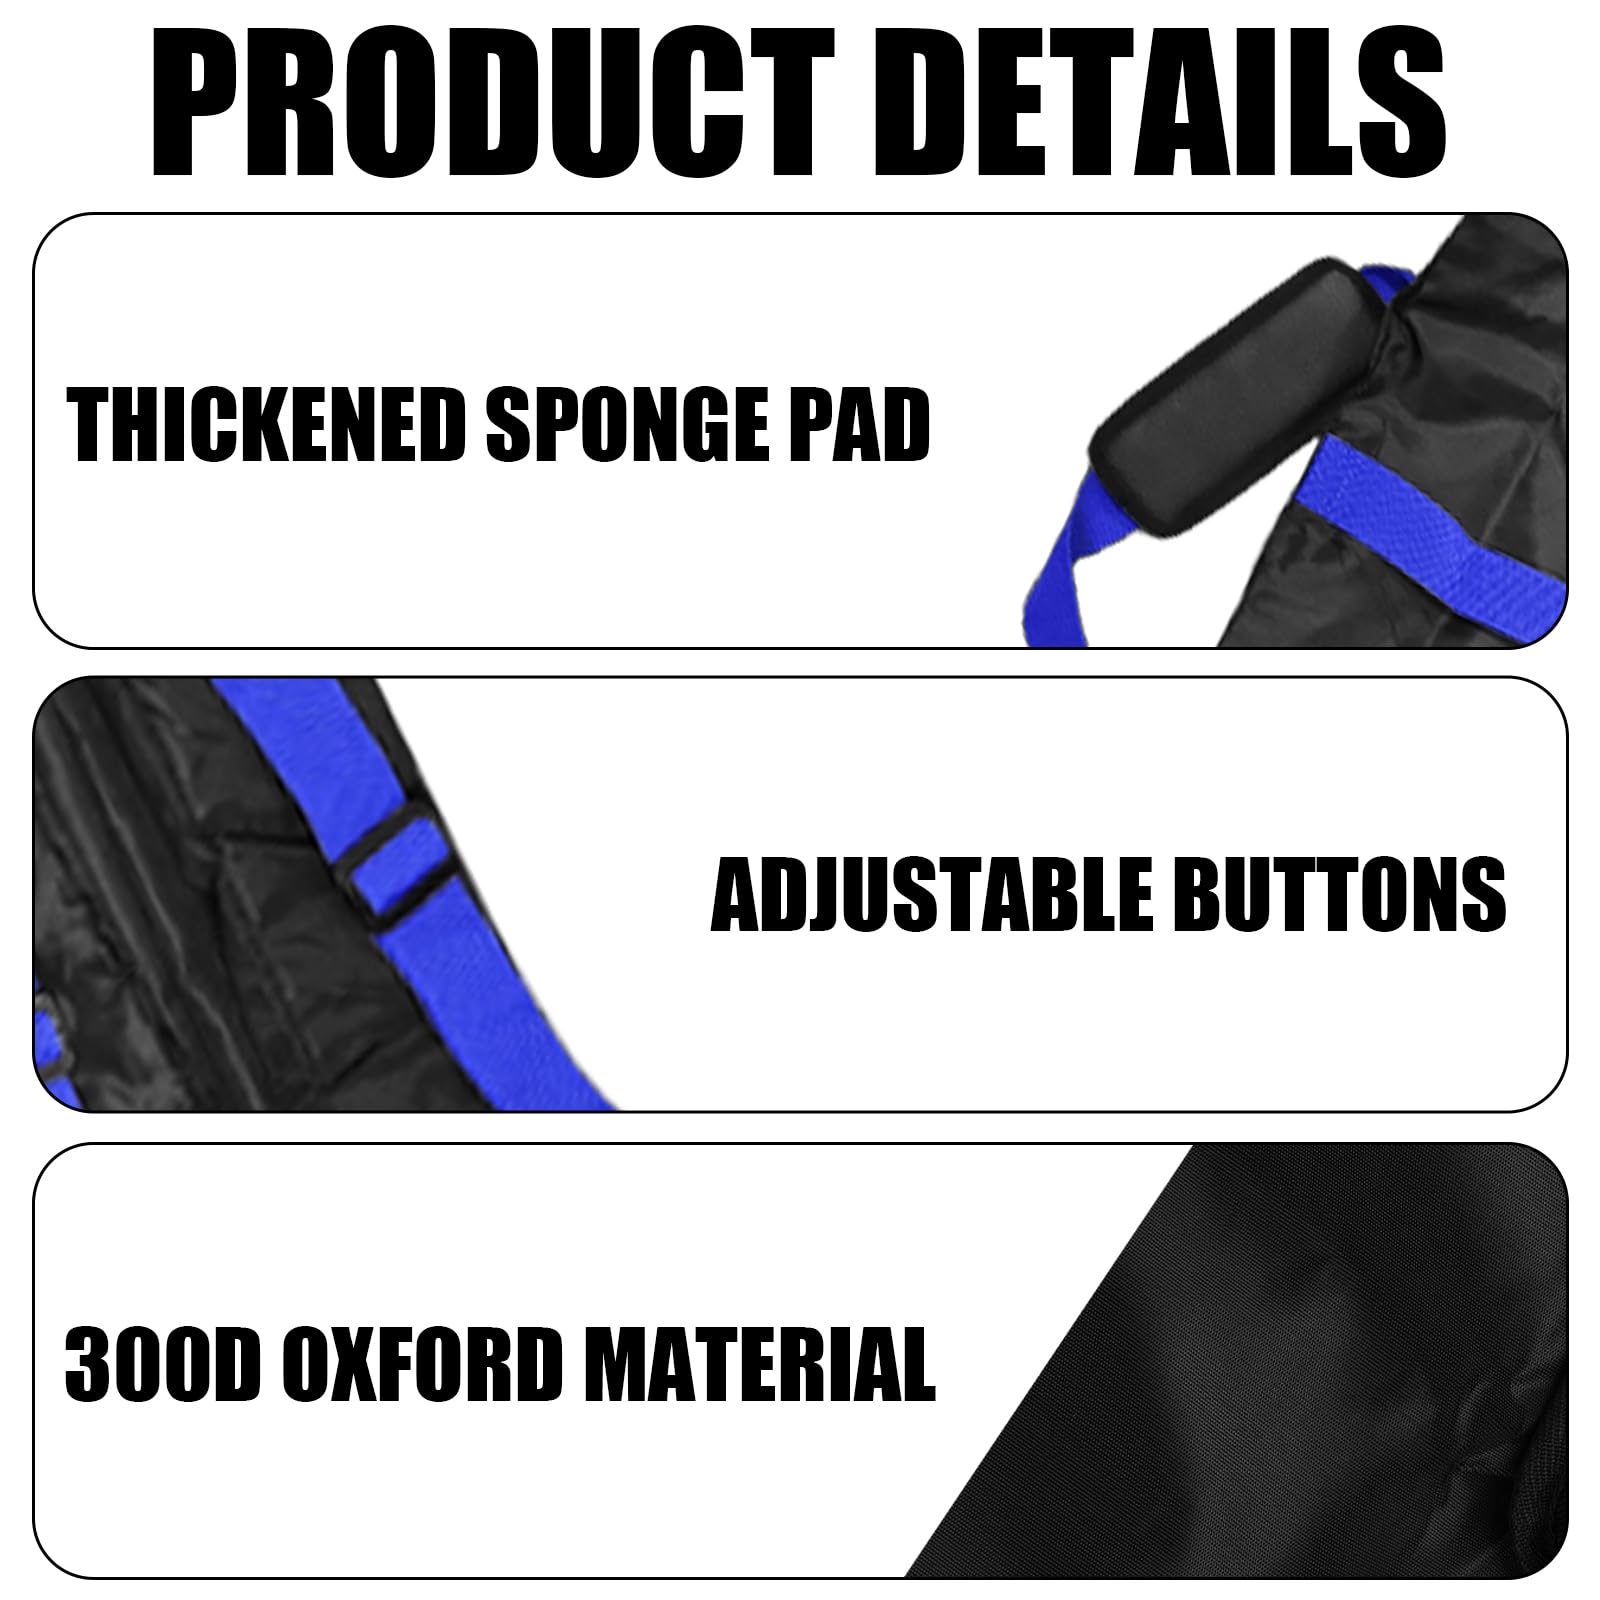 PRODUCT DETAILS
THICKENED SPONGE PAD
ADJUSTABLE BUTTONS
300D OXFORD MATERIAL